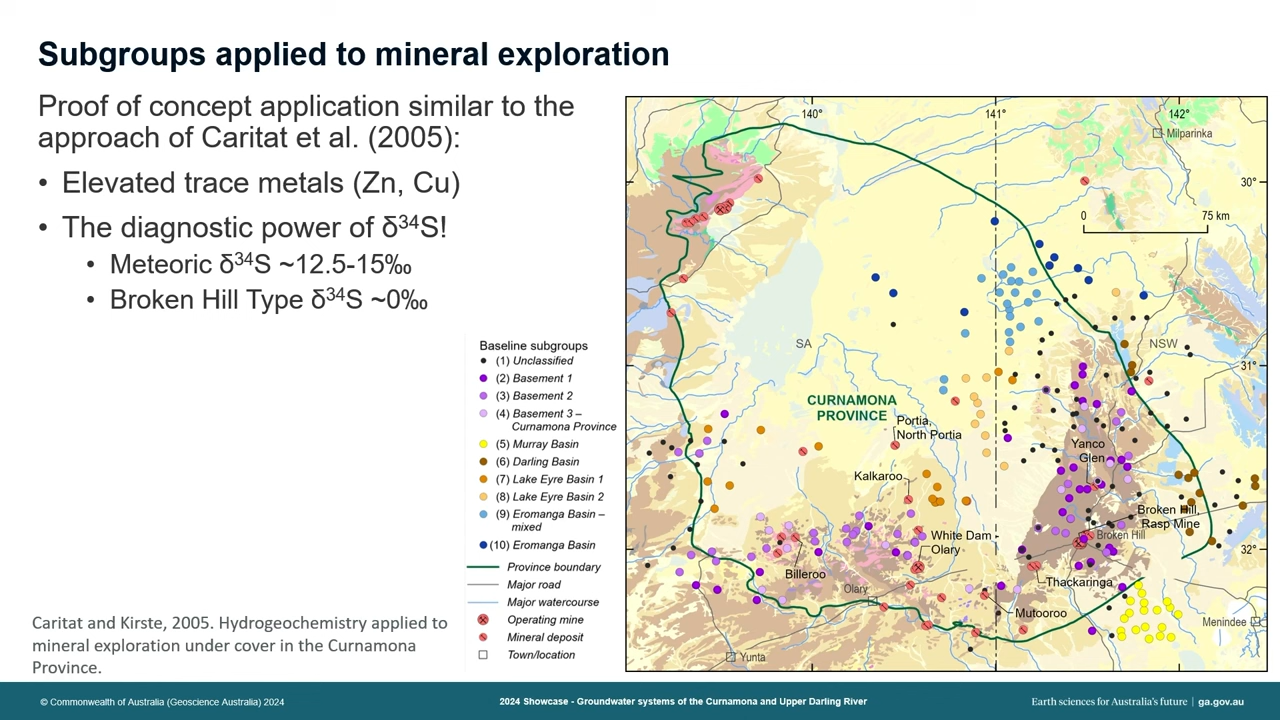 Subgroups applied to mineral exploration
Proof of concept application similar to the
approach of Caritat et al. (2005):
• Elevated trace metals (Zn, Cu)
• The diagnostic power of δ³⁴S!
• Meteoric δ³⁴S ~12.5-15‰
• Broken Hill Type δ³⁴S ~0‰
Baseline subgroups
(1) Unclassified
(2) Basement 1
(3) Basement 2
(4) Basement 3 –
Curnamona Province
(5) Murray Basin
(6) Darling Basin
(7) Lake Eyre Basin 1
(8) Lake Eyre Basin 2
(9) Eromanga Basin –
mixed
(10) Eromanga Basin
Province boundary
Major road
Major watercourse
Operating mine
Mineral deposit
Town/location
Caritat and Kirste, 2005. Hydrogeochemistry applied to
mineral exploration under cover in the Curnamona
Province.
140°
141°
142°
Milparinka
30°
0 75 km
SA
NSW
31°
CURNAMONA
PROVINCE
Portia,
North Portia
Yanco
Glen
Kalkaroo
Broken Hill,
Rasp Mine
White Dam
Broken Hill
Olary
32°
Billeroo
Thackaringa
Olary
Mutooroo
Menindee
Yunta
© Commonwealth of Australia (Geoscience Australia) 2024
2024 Showcase - Groundwater systems of the Curnamona and Upper Darling River
Earth sciences for Australia's future | ga.gov.au